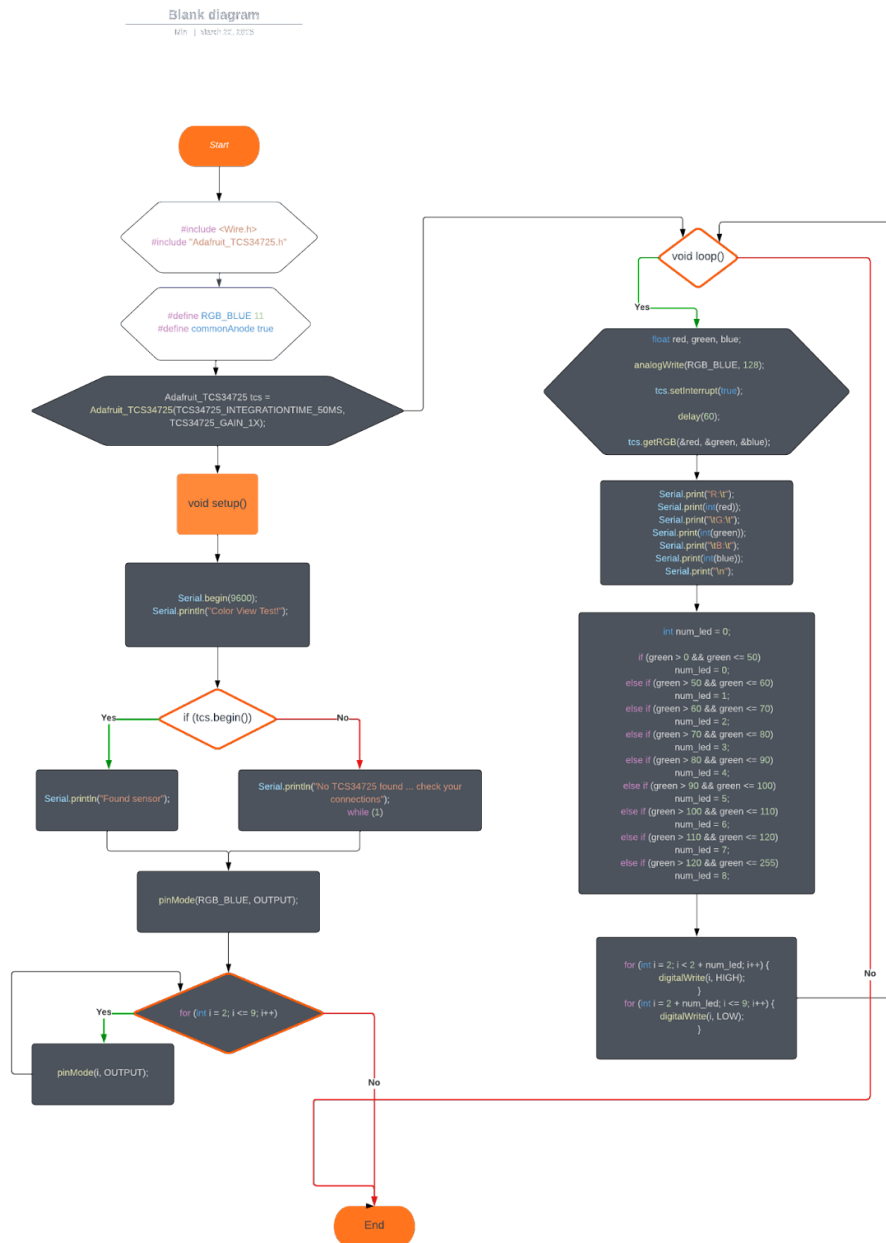 Blank diagram
Start
#include <Wire.h>
#include "Adafruit_TCS34725.h"
#define RGB_BLUE 11
#define commonAnode true
Adafruit_TCS34725 tcs =
Adafruit_TCS34725(TCS34725_INTEGRATIONTIME_50MS,
TCS34725_GAIN_1X);
void setup()
Serial.begin(9600);
Serial.println("Color View Test!");
if (tcs.begin())
Yes
No
Serial.println("Found sensor");
Serial.println("No TCS34725 found ... check your
connections");
while (1)
pinMode(RGB_BLUE, OUTPUT);
for (int i = 2; i <= 9; i++)
Yes
pinMode(i, OUTPUT);
No
void loop()
Yes
float red, green, blue;
analogWrite(RGB_BLUE, 128);
tcs.setInterrupt(true);
delay(60);
tcs.getRGB(&red, &green, &blue);
Serial.print("R:\t");
Serial.print(int(red));
Serial.print("\tG:\t");
Serial.print(int(green));
Serial.print("\tB:\t");
Serial.print(int(blue));
Serial.print("\n");
int num_led = 0;
if (green > 0 && green <= 50)
num_led = 0;
else if (green > 50 && green <= 60)
num_led = 1;
else if (green > 60 && green <= 70)
num_led = 2;
else if (green > 70 && green <= 80)
num_led = 3;
else if (green > 80 && green <= 90)
num_led = 4;
else if (green > 90 && green <= 100)
num_led = 5;
else if (green > 100 && green <= 110)
num_led = 6;
else if (green > 110 && green <= 120)
num_led = 7;
else if (green > 120 && green <= 255)
num_led = 8;
for (int i = 2; i < 2 + num_led; i++) {
digitalWrite(i, HIGH);
}
for (int i = 2 + num_led; i <= 9; i++) {
digitalWrite(i, LOW);
}
No
End